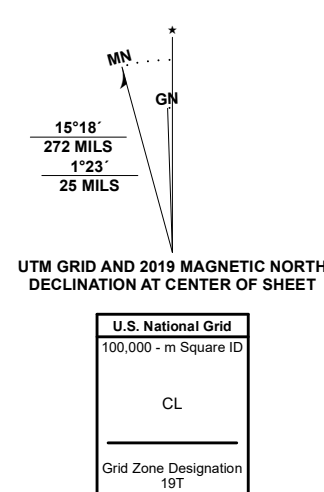 ★
MN
GN
15°18´
272 MILS
1°23´
25 MILS
UTM GRID AND 2019 MAGNETIC NORTH
DECLINATION AT CENTER OF SHEET
U.S. National Grid
100,000 - m Square ID
CL
Grid Zone Designation
19T